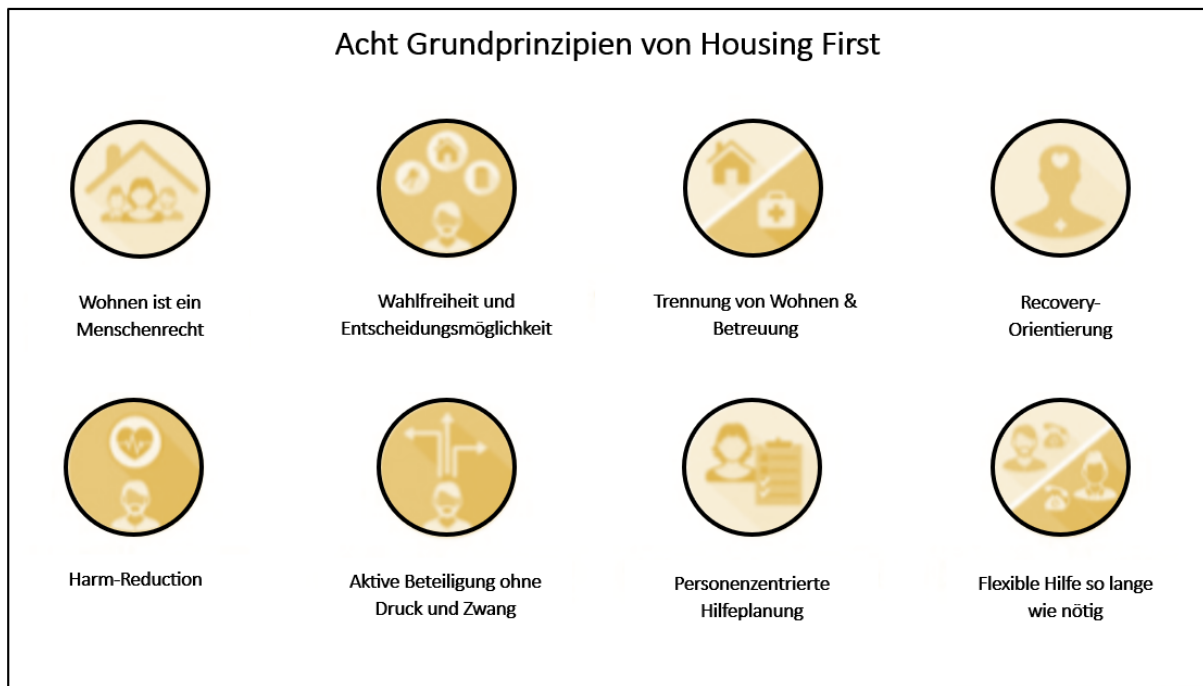 Acht Grundprinzipien von Housing First
Wohnen ist ein
Menschenrecht
Wahlfreiheit und
Entscheidungsmöglichkeit
Trennung von Wohnen &
Betreuung
Recovery-
Orientierung
Harm-Reduction
Aktive Beteiligung ohne
Druck und Zwang
Personenzentrierte
Hilfeplanung
Flexible Hilfe so lange
wie nötig